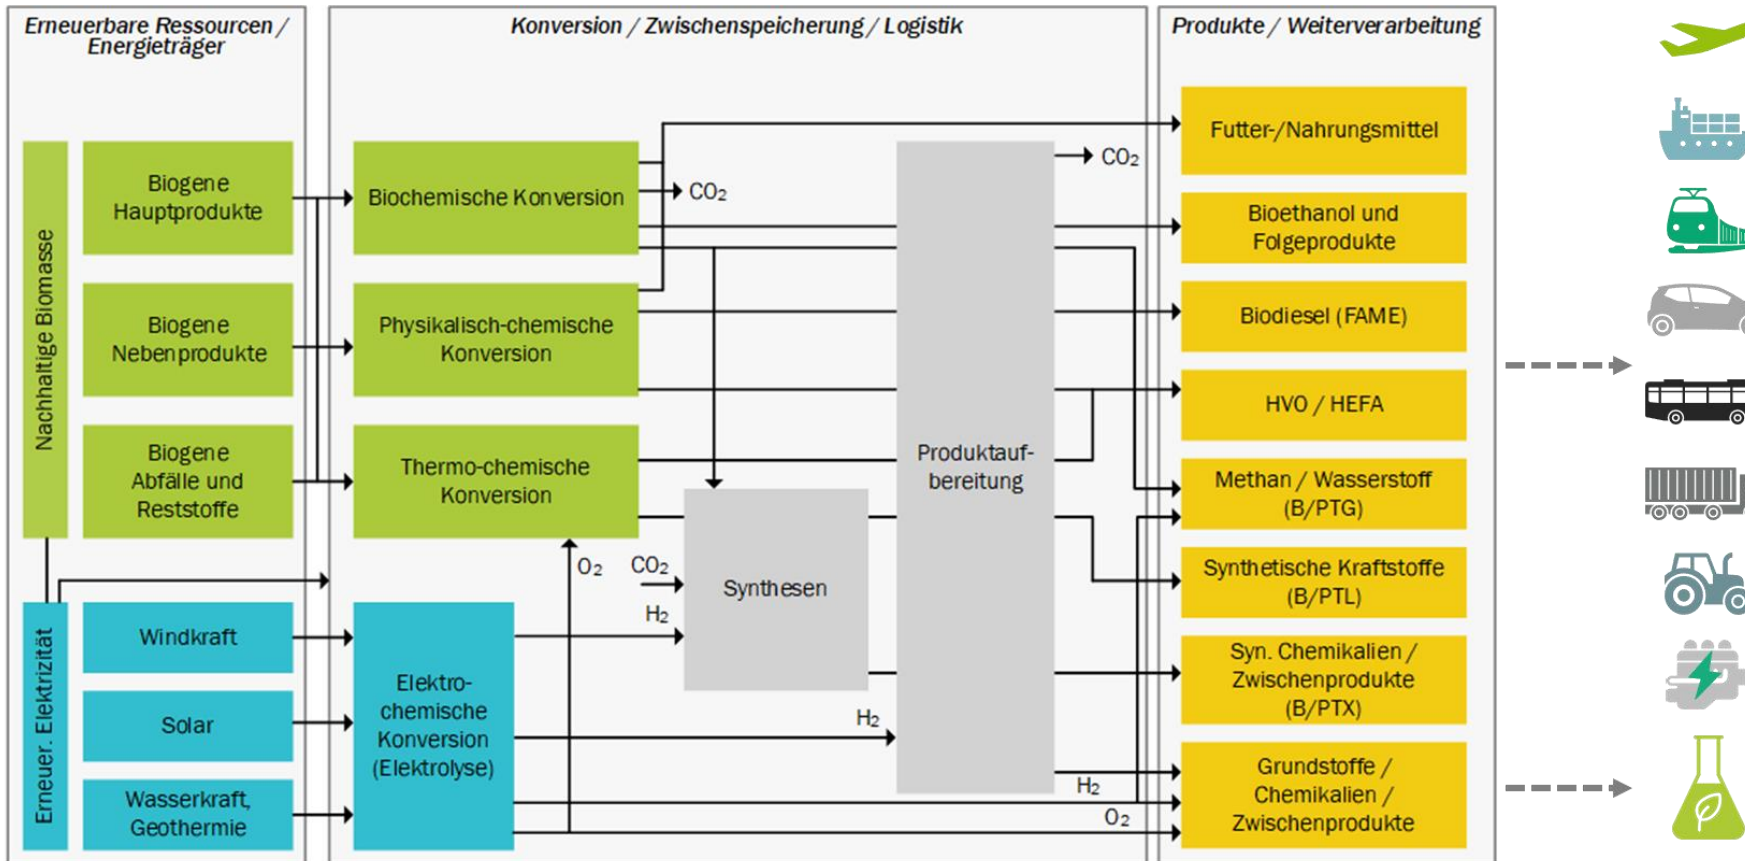 Erneuerbare Ressourcen /
Energieträger
Konversion / Zwischenspeicherung / Logistik
Produkte / Weiterverarbeitung
Nachhaltige Biomasse
Biogene
Hauptprodukte
Biogene
Nebenprodukte
Biogene
Abfälle und
Reststoffe
Erneuer. Elektrizität
Windkraft
Solar
Wasserkraft,
Geothermie
Biochemische Konversion
CO₂
Physikalisch-chemische
Konversion
Thermo-chemische
Konversion
O₂
CO₂
H₂
Elektro-
chemische
Konversion
(Elektrolyse)
Synthesen
H₂
Produktauf-
bereitung
CO₂
H₂
O₂
Futter-/Nahrungsmittel
Bioethanol und
Folgeprodukte
Biodiesel (FAME)
HVO / HEFA
Methan / Wasserstoff
(B/PTG)
Synthetische Kraftstoffe
(B/PTL)
Syn. Chemikalien /
Zwischenprodukte
(B/PTX)
Grundstoffe /
Chemikalien /
Zwischenprodukte